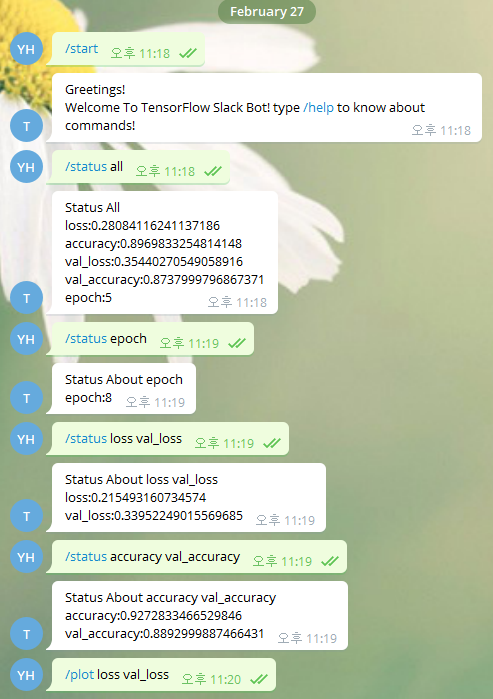 February 27
YH
/start 오후 11:18
Greetings!
Welcome To TensorFlow Slack Bot! type /help to know about
commands!
T
오후 11:18
YH
/status all 오후 11:18
Status All
loss:0.28084116241137186
accuracy:0.8969833254814148
val_loss:0.35440270549058916
val_accuracy:0.8737999796867371
epoch:5
T
오후 11:18
YH
/status epoch 오후 11:19
Status About epoch
epoch:8 오후 11:19
T
YH
/status loss val_loss 오후 11:19
Status About loss val_loss
loss:0.215493160734574
val_loss:0.33952249015569685 오후 11:19
T
YH
/status accuracy val_accuracy 오후 11:19
Status About accuracy val_accuracy
accuracy:0.9272833466529846
val_accuracy:0.8892999887466431 오후 11:19
T
YH
/plot loss val_loss 오후 11:20